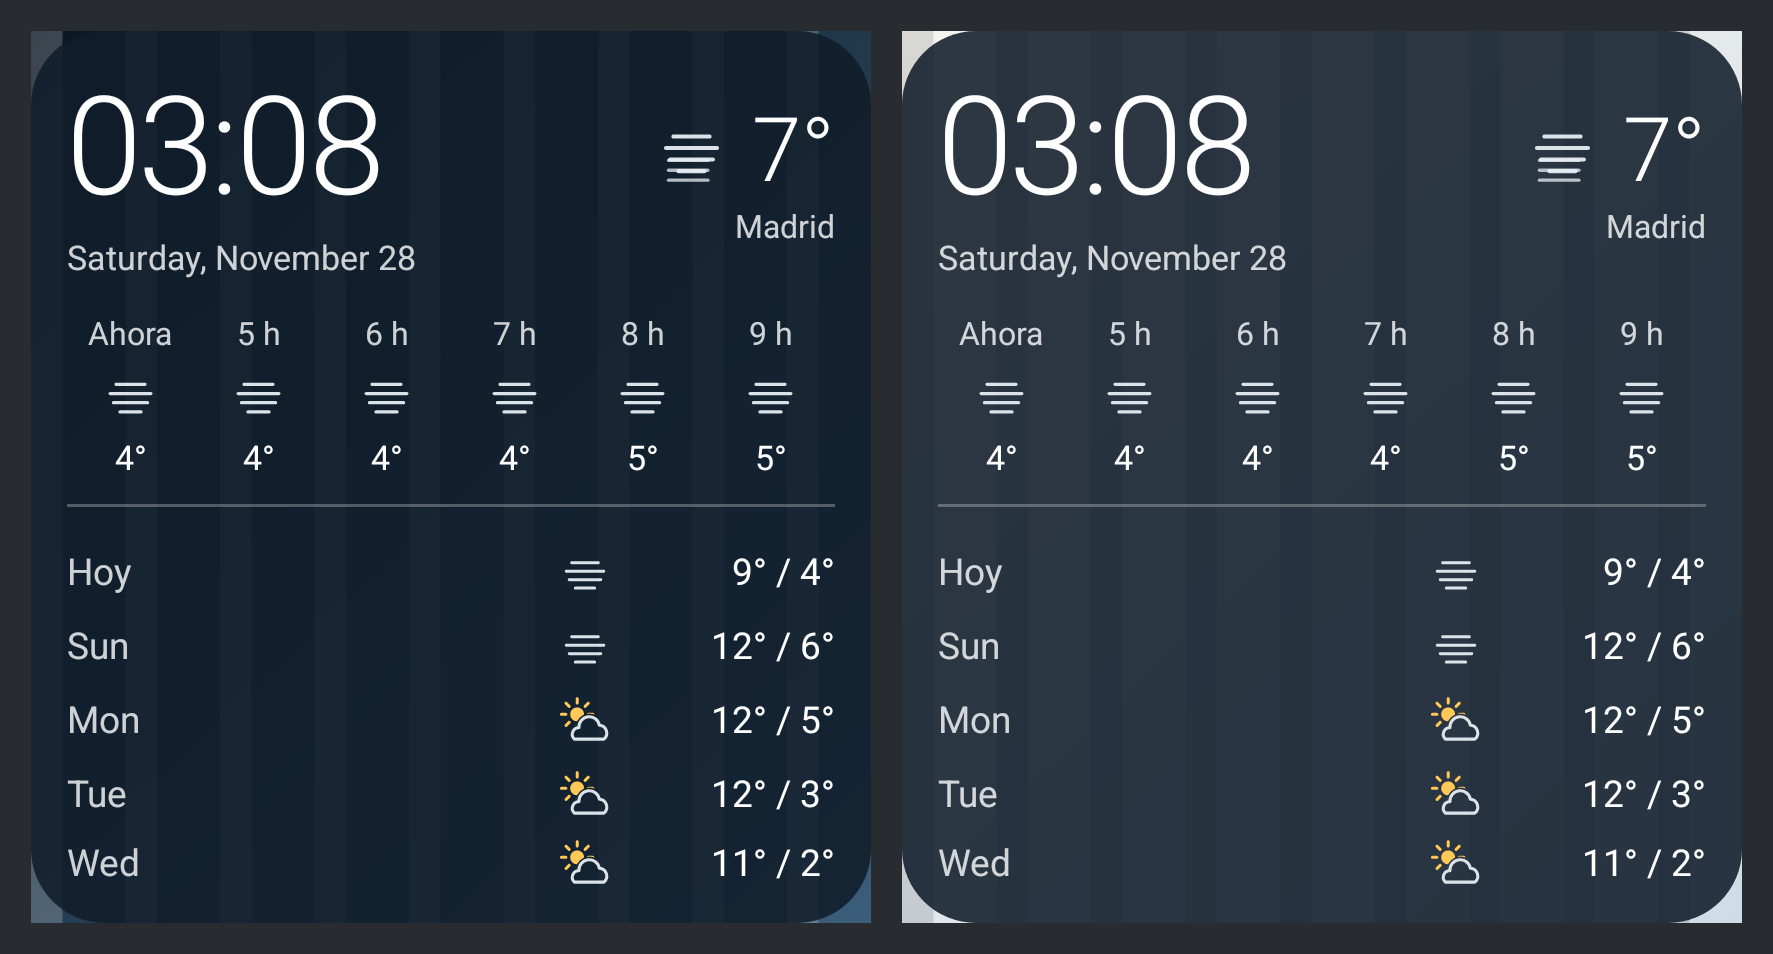 03:08
7°
Madrid
Saturday, November 28
Ahora 5 h 6 h 7 h 8 h 9 h
4° 4° 4° 4° 5° 5°
Hoy 9° / 4°
Sun 12° / 6°
Mon 12° / 5°
Tue 12° / 3°
Wed 11° / 2°
03:08
7°
Madrid
Saturday, November 28
Ahora 5 h 6 h 7 h 8 h 9 h
4° 4° 4° 4° 5° 5°
Hoy 9° / 4°
Sun 12° / 6°
Mon 12° / 5°
Tue 12° / 3°
Wed 11° / 2°